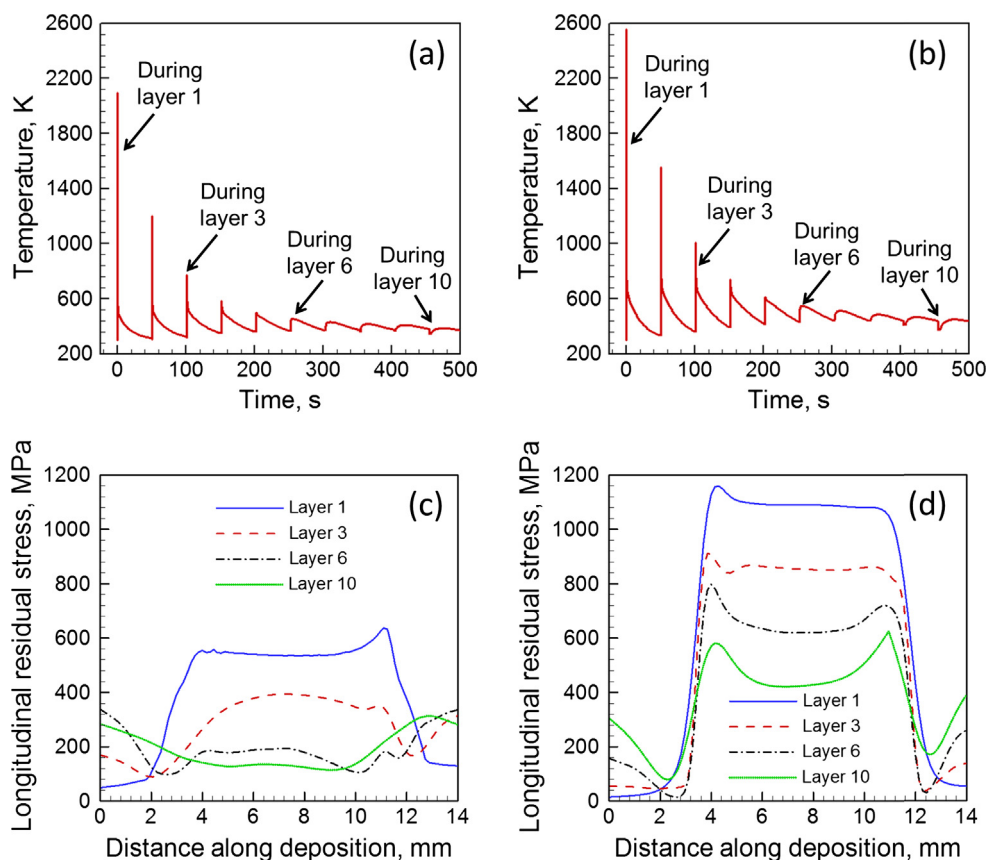 2600
2200
1800
1400
1000
600
200
Temperature, K
(a)
During
layer 1
During
layer 3
During
layer 6
During
layer 10
0
100
200
300
400
500
Time, s
2600
2200
1800
1400
1000
600
200
Temperature, K
(b)
During
layer 1
During
layer 3
During
layer 6
During
layer 10
0
100
200
300
400
500
Time, s
1200
1000
800
600
400
200
0
Longitudinal residual stress, MPa
(c)
Layer 1
Layer 3
Layer 6
Layer 10
0
2
4
6
8
10
12
14
Distance along deposition, mm
1200
1000
800
600
400
200
0
Longitudinal residual stress, MPa
(d)
Layer 1
Layer 3
Layer 6
Layer 10
0
2
4
6
8
10
12
14
Distance along deposition, mm